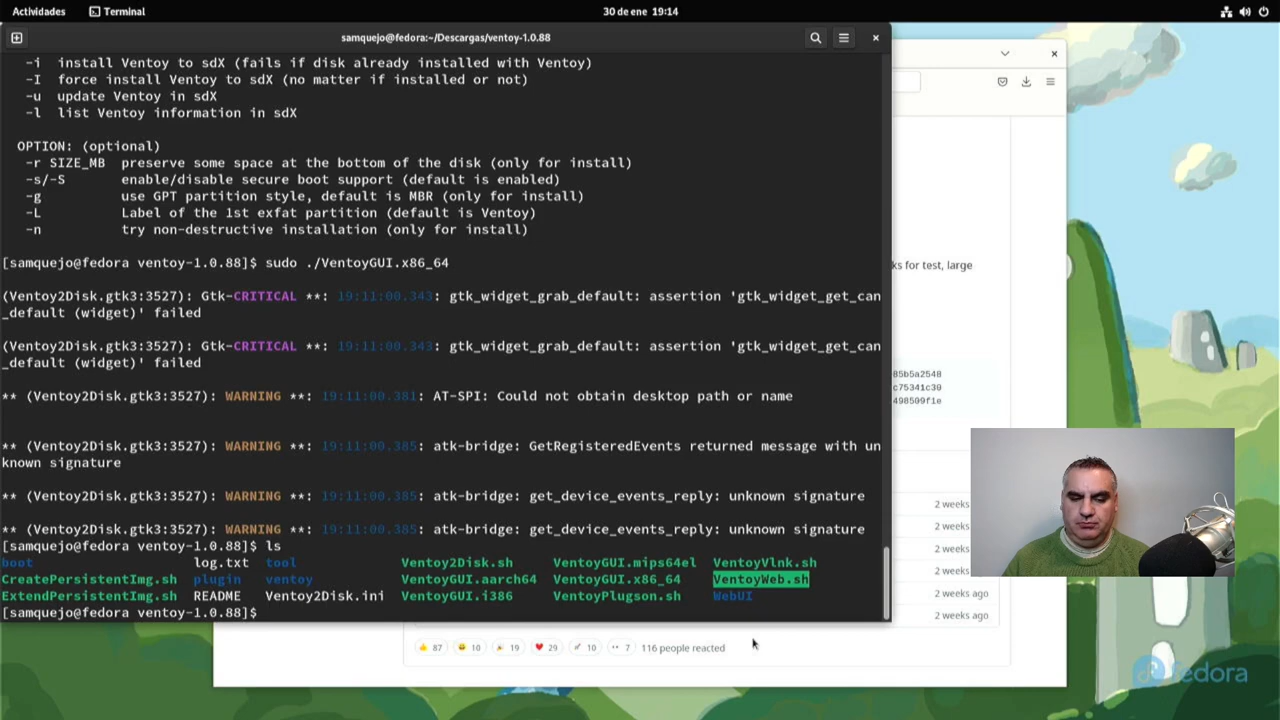 Actividades
Terminal
30 de ene 19:14
samquejo@fedora:~/Descargas/ventoy-1.0.88
-i install Ventoy to sdX (fails if disk already installed with Ventoy)
-I force install Ventoy to sdX (no matter if installed or not)
-u update Ventoy in sdX
-l list Ventoy information in sdX
OPTION: (optional)
-r SIZE_MB preserve some space at the bottom of the disk (only for install)
-s/-S enable/disable secure boot support (default is enabled)
-g use GPT partition style, default is MBR (only for install)
-L Label of the 1st exfat partition (default is Ventoy)
-n try non-destructive installation (only for install)
[samquejo@fedora ventoy-1.0.88]$ sudo ./VentoyGUI.x86_64
(Ventoy2Disk.gtk3:3527): Gtk-CRITICAL **: 19:11:00.343: gtk_widget_grab_default: assertion 'gtk_widget_get_can
_default (widget)' failed
(Ventoy2Disk.gtk3:3527): Gtk-CRITICAL **: 19:11:00.343: gtk_widget_grab_default: assertion 'gtk_widget_get_can
_default (widget)' failed
** (Ventoy2Disk.gtk3:3527): WARNING **: 19:11:00.381: AT-SPI: Could not obtain desktop path or name
** (Ventoy2Disk.gtk3:3527): WARNING **: 19:11:00.385: atk-bridge: GetRegisteredEvents returned message with un
known signature
** (Ventoy2Disk.gtk3:3527): WARNING **: 19:11:00.385: atk-bridge: get_device_events_reply: unknown signature
** (Ventoy2Disk.gtk3:3527): WARNING **: 19:11:00.385: atk-bridge: get_device_events_reply: unknown signature
[samquejo@fedora ventoy-1.0.88]$ ls
boot log.txt tool Ventoy2Disk.sh VentoyGUI.mips64el VentoyVlnk.sh
CreatePersistentImg.sh plugin ventoy VentoyGUI.aarch64 VentoyGUI.x86_64 VentoyWeb.sh
ExtendPersistentImg.sh README Ventoy2Disk.ini VentoyGUI.i386 VentoyPlugson.sh WebUI
[samquejo@fedora ventoy-1.0.88]$
ks for test, large
85b5a2548
c75341c30
498509f1e
2 weeks
2 weeks
2 weeks
2 weeks
2 weeks ago
2 weeks ago
87 10 19 29 10 7 116 people reacted
fedora